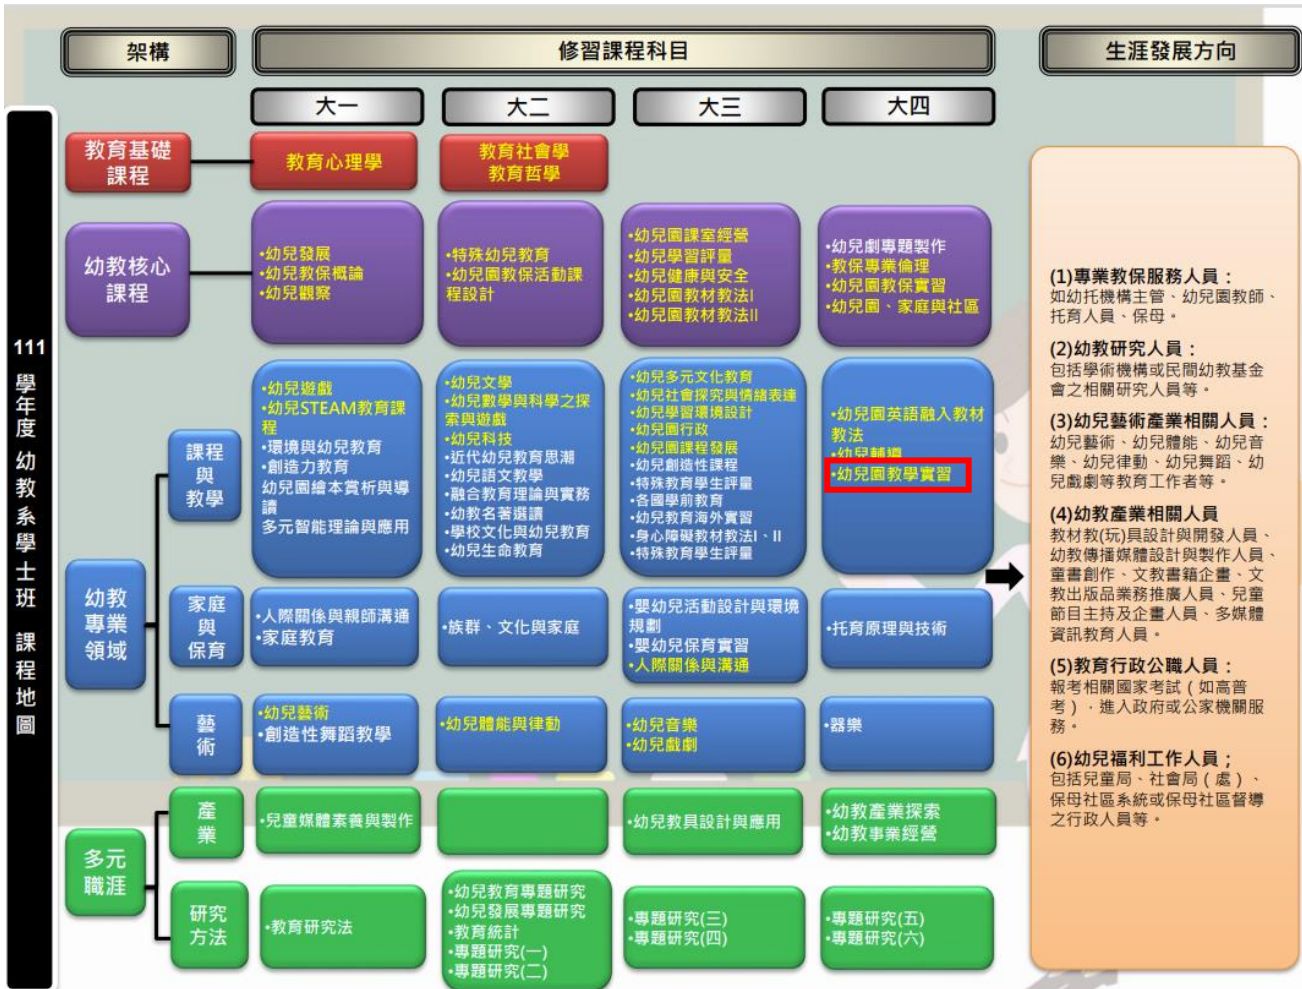 架構
修習課程科目
生涯發展方向
大一
大二
大三
大四
111
學年度 幼教系學士班 課程地圖
教育基礎
課程
教育心理學
教育社會學
教育哲學
幼教核心
課程
•幼兒發展
•幼兒教保概論
•幼兒觀察
•特殊幼兒教育
•幼兒園教保活動課
程設計
•幼兒園課室經營
•幼兒學習評量
•幼兒健康與安全
•幼兒園教材教法I
•幼兒園教材教法II
•幼兒劇專題製作
•教保專業倫理
•幼兒園教保實習
•幼兒園、家庭與社區
幼教
專業
領域
課程
與
教學
•幼兒遊戲
•幼兒STEAM教育課
程
•環境與幼兒教育
•創造力教育
幼兒園繪本賞析與導
讀
多元智能理論與應用
•幼兒文學
•幼兒數學與科學之探
索與遊戲
•幼兒科技
•近代幼兒教育思潮
•幼兒語文教學
•融合教育理論與實務
•幼教名著選讀
•學校文化與幼兒教育
•幼兒生命教育
•幼兒多元文化教育
•幼兒社會探究與情緒表達
•幼兒學習環境設計
•幼兒園行政
•幼兒園課程發展
•幼兒創造性課程
•特殊教育學生評量
•各國學前教育
•幼兒教育海外實習
•身心障礙教材教法I、II
•特殊教育學生評量
•幼兒園英語融入教材
教法
•幼兒輔導
•幼兒園教學實習
家庭
與
保育
•人際關係與親師溝通
•家庭教育
•族群、文化與家庭
•嬰幼兒活動設計與環境
規劃
•嬰幼兒保育實習
•人際關係與溝通
•托育原理與技術
藝
術
•幼兒藝術
•創造性舞蹈教學
•幼兒體能與律動
•幼兒音樂
•幼兒戲劇
•器樂
多元
職涯
產
業
•兒童媒體素養與製作
•幼兒教具設計與應用
•幼教產業探索
•幼教事業經營
研究
方法
•教育研究法
•幼兒教育專題研究
•幼兒發展專題研究
•教育統計
•專題研究(一)
•專題研究(二)
•專題研究(三)
•專題研究(四)
•專題研究(五)
•專題研究(六)
(1)專業教保服務人員：
如幼托機構主管、幼兒園教師、
托育人員、保母。
(2)幼教研究人員：
包括學術機構或民間幼教基金
會之相關研究人員等。
(3)幼兒藝術產業相關人員：
幼兒藝術、幼兒體能、幼兒音
樂、幼兒律動、幼兒舞蹈、幼
兒戲劇等教育工作者等。
(4)幼教產業相關人員
教材教(玩)具設計與開發人員、
幼教傳播媒體設計與製作人員、
童書創作、文教書籍企畫、文
教出版品業務推廣人員、兒童
節目主持及企畫人員、多媒體
資訊教育人員。
(5)教育行政公職人員：
報考相關國家考試（如高普
考），進入政府或公家機關服
務。
(6)幼兒福利工作人員；
包括兒童局、社會局（處）、
保母社區系統或保母社區督導
之行政人員等。